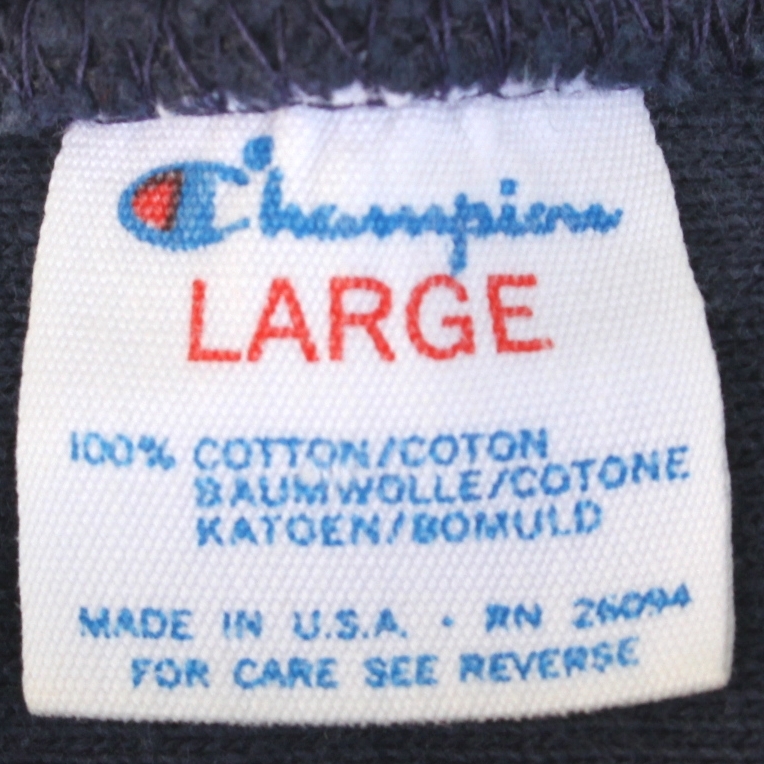 Champion
LARGE
100% COTTON/COTON
BAUMWOLLE/COTONE
KATOEN/BOMULD
MADE IN U.S.A. · RN 26094
FOR CARE SEE REVERSE